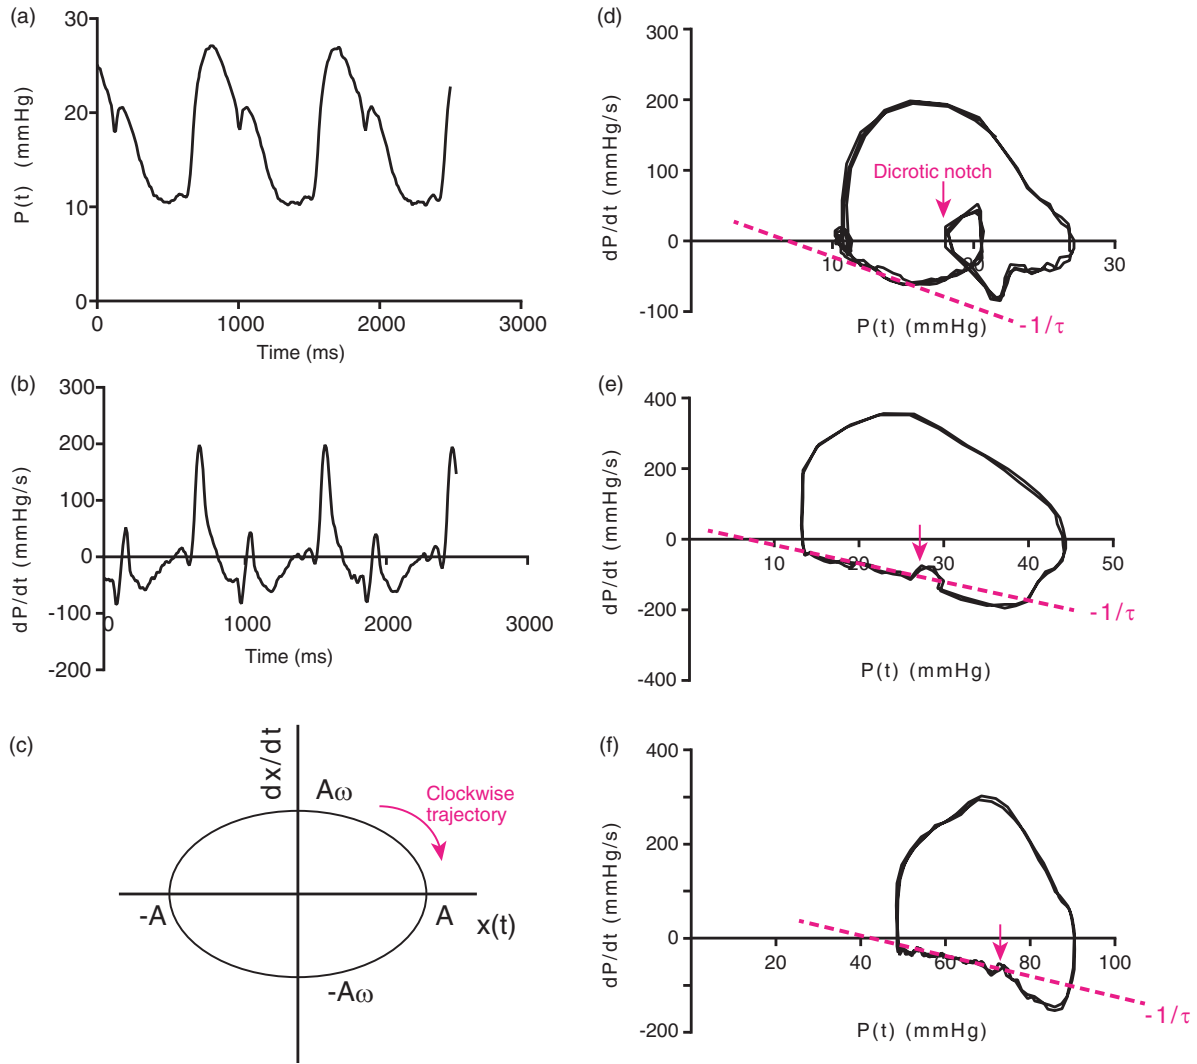 (a)
30
20
10
0
P(t) (mmHg)
0 1000 2000 3000
Time (ms)
(b)
300
200
100
0
-100
-200
dP/dt (mmHg/s)
0 1000 2000 3000
Time (ms)
(c)
dx/dt
Aω
Clockwise
trajectory
-A
A
x(t)
-Aω
(d)
300
200
100
0
-100
dP/dt (mmHg/s)
Dicrotic notch
10 20 30
P(t) (mmHg)
-1/τ
(e)
400
200
0
-200
-400
dP/dt (mmHg/s)
10 20 30 40 50
-1/τ
P(t) (mmHg)
(f)
400
200
0
-200
dP/dt (mmHg/s)
20 40 60 80 100
-1/τ
P(t) (mmHg)